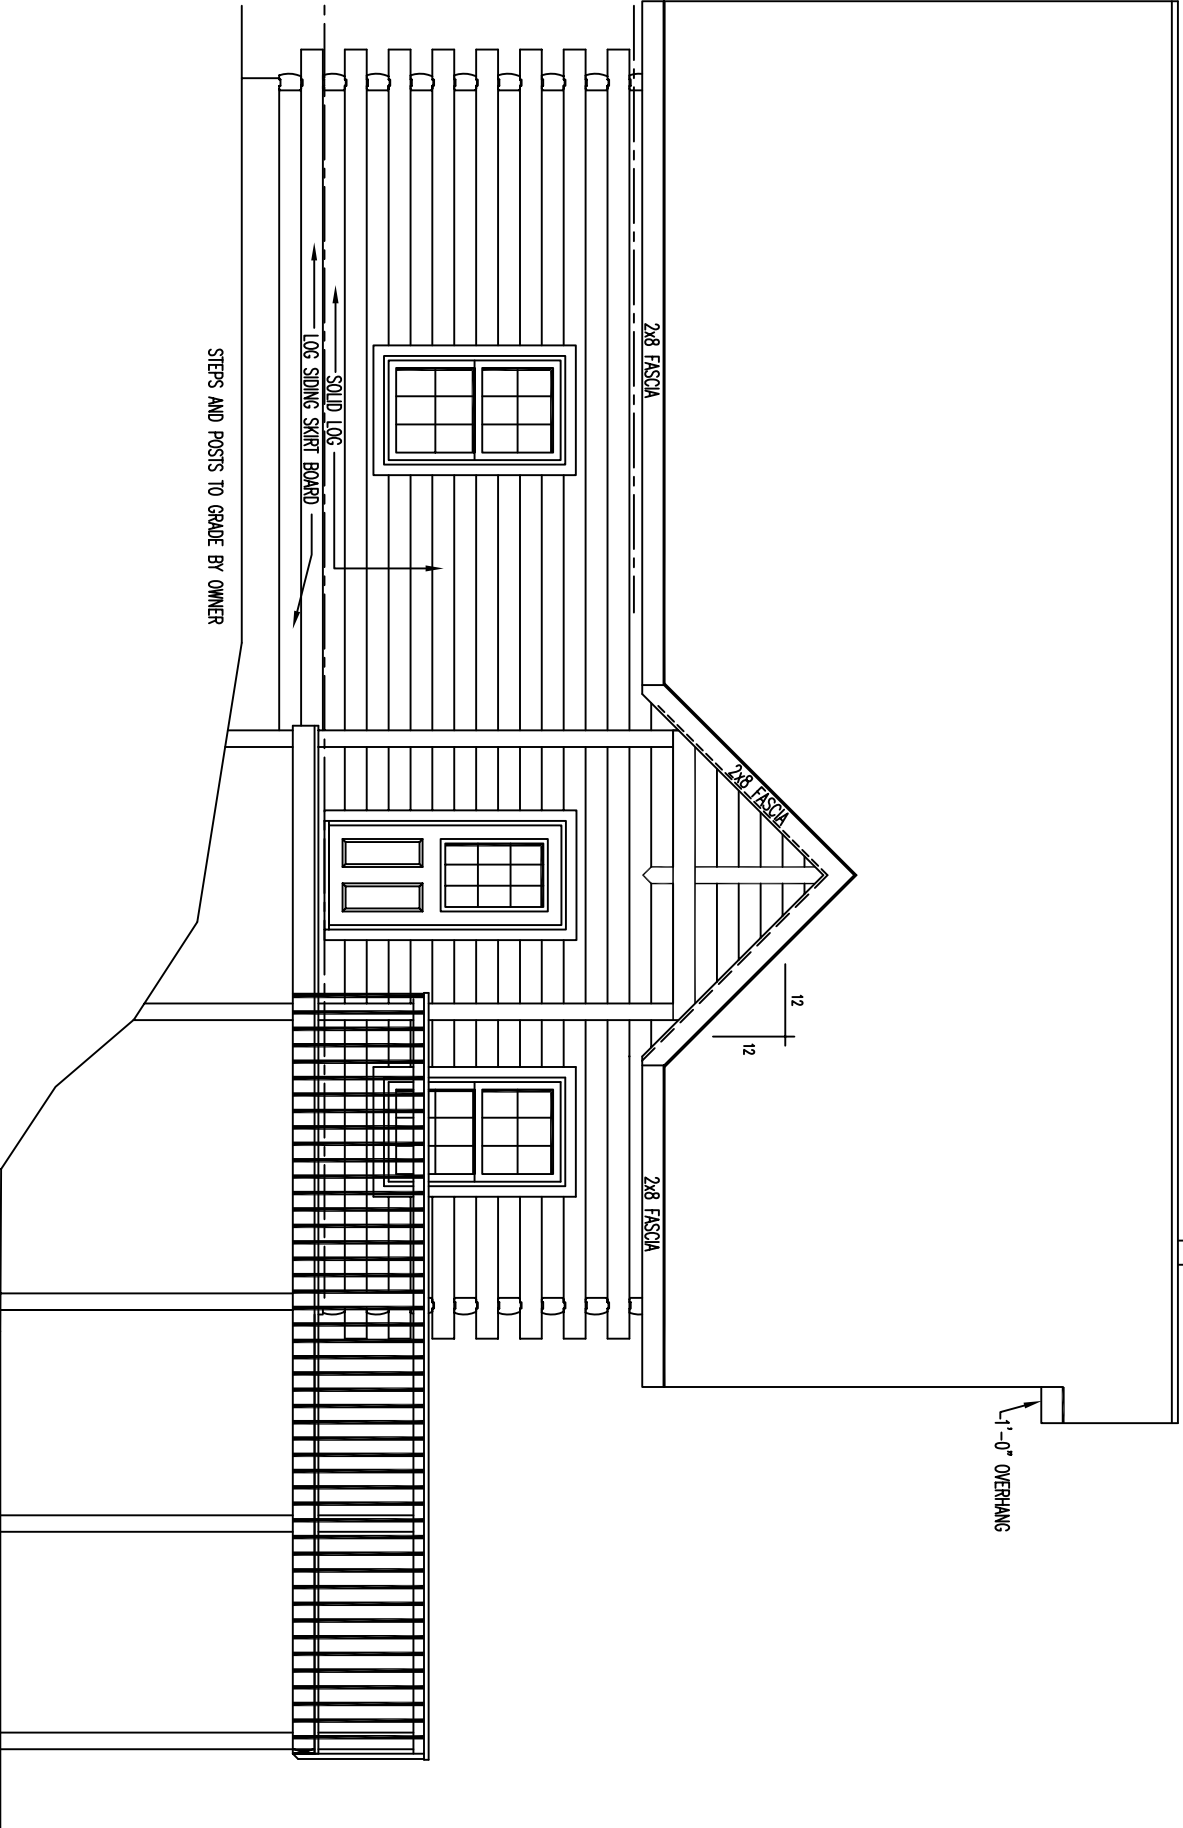 12
12
2x8 FASCIA
2x8 FASCIA
2x8 FASCIA
1'-0" OVERHANG
SOLID LOG
LOG SIDING SKIRT BOARD
STEPS AND POSTS TO GRADE BY OWNER